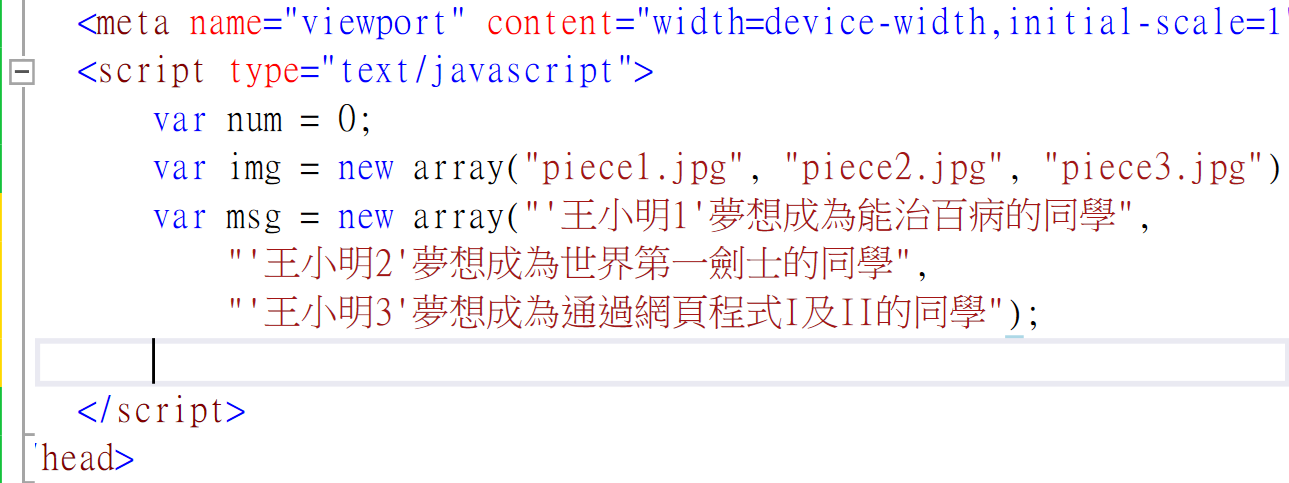 <meta name="viewport" content="width=device-width,initial-scale=1"
<script type="text/javascript">
var num = 0;
var img = new array("piece1.jpg", "piece2.jpg", "piece3.jpg")
var msg = new array("'王小明1'夢想成為能治百病的同學",
"'王小明2'夢想成為世界第一劍士的同學",
"'王小明3'夢想成為通過網頁程式I及II的同學");
</script>
head>